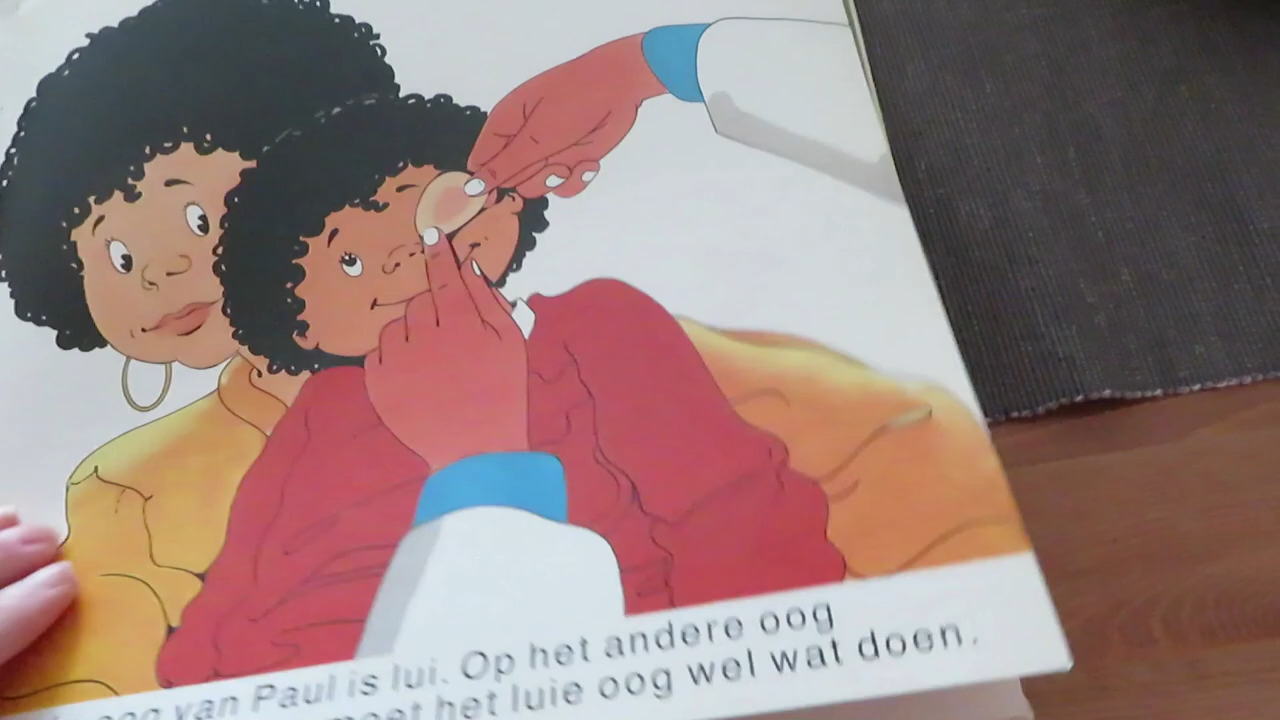 oog van Paul is lui. Op het andere oog
moet het luie oog wel wat doen.